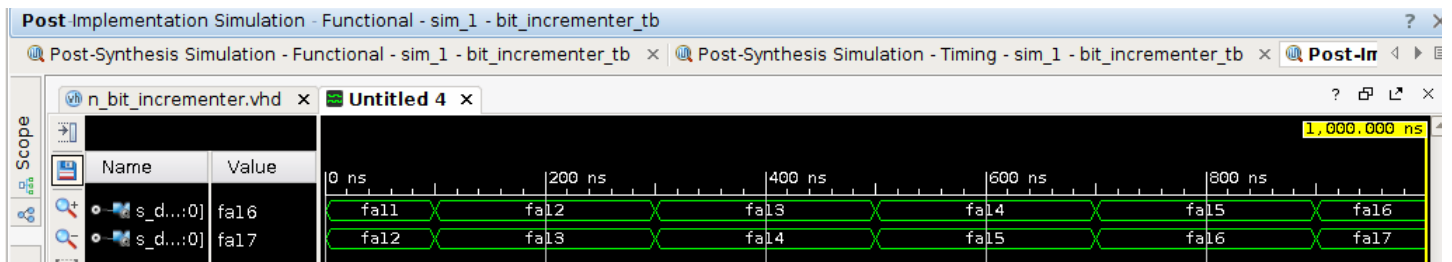 Post-Implementation Simulation - Functional - sim_1 - bit_incrementer_tb ? X
Post-Synthesis Simulation - Functional - sim_1 - bit_incrementer_tb × Post-Synthesis Simulation - Timing - sim_1 - bit_incrementer_tb × Post-Im
n_bit_incrementer.vhd × Untitled 4 × ? ×
Scope
1,000.000 ns
Name Value 0 ns 200 ns 400 ns 600 ns 800 ns
s_d...:0] fa16 fa11 fa12 fa13 fa14 fa15 fa16
s_d...:0] fa17 fa12 fa13 fa14 fa15 fa16 fa17